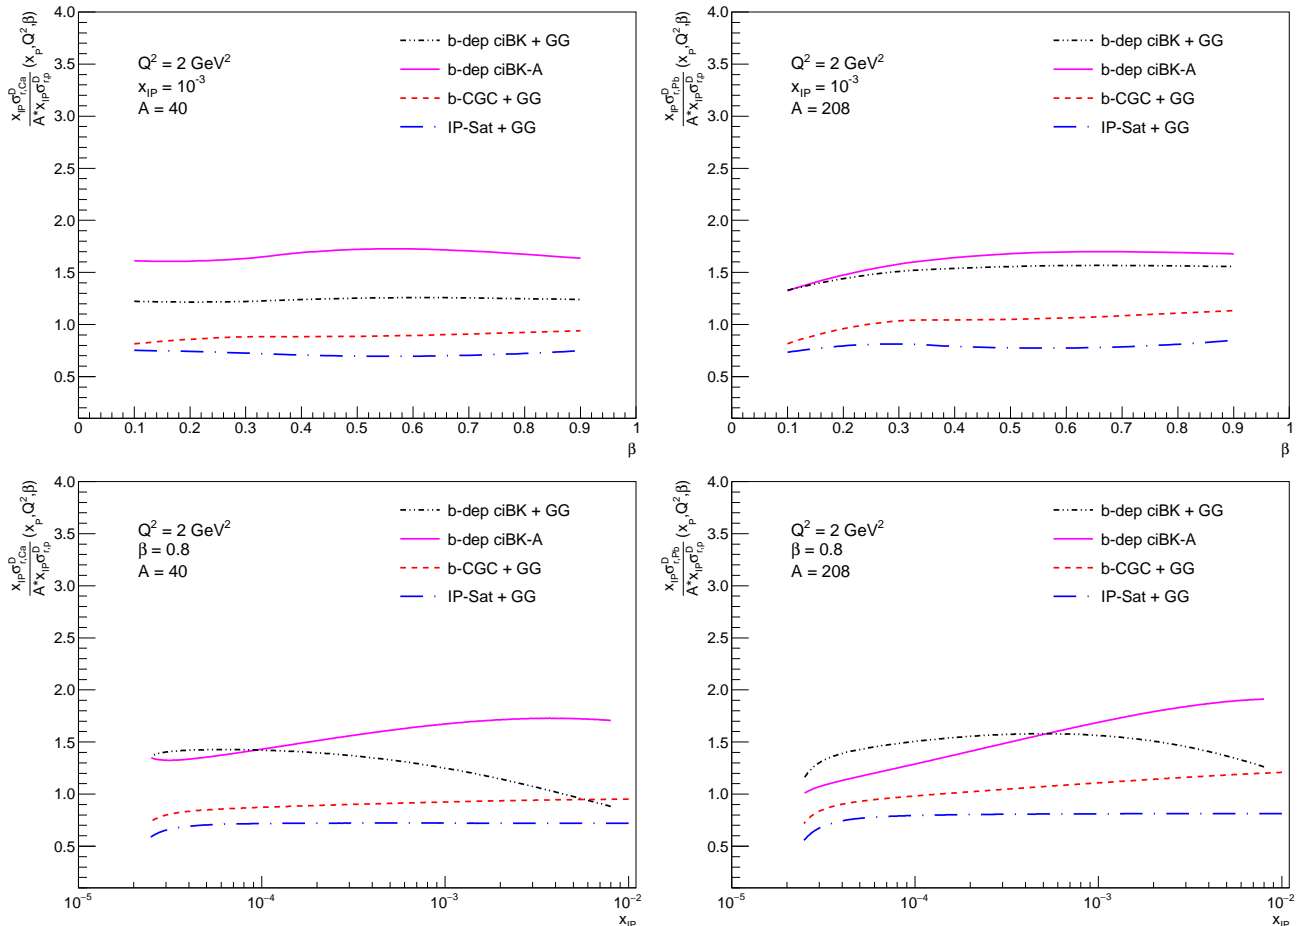 x_IP σ^D_r,Ca / A*x_IP σ^D_r,p (x_P,Q²,β)
4.0
3.5
3.0
2.5
2.0
1.5
1.0
0.5
Q² = 2 GeV²
x_IP = 10⁻³
A = 40
b-dep ciBK + GG
b-dep ciBK-A
b-CGC + GG
IP-Sat + GG
0 0.1 0.2 0.3 0.4 0.5 0.6 0.7 0.8 0.9 1
β
x_IP σ^D_r,Pb / A*x_IP σ^D_r,p (x_P,Q²,β)
4.0
3.5
3.0
2.5
2.0
1.5
1.0
0.5
Q² = 2 GeV²
x_IP = 10⁻³
A = 208
b-dep ciBK + GG
b-dep ciBK-A
b-CGC + GG
IP-Sat + GG
0 0.1 0.2 0.3 0.4 0.5 0.6 0.7 0.8 0.9 1
β
x_IP σ^D_r,Ca / A*x_IP σ^D_r,p (x_P,Q²,β)
4.0
3.5
3.0
2.5
2.0
1.5
1.0
0.5
Q² = 2 GeV²
β = 0.8
A = 40
b-dep ciBK + GG
b-dep ciBK-A
b-CGC + GG
IP-Sat + GG
10⁻⁵ 10⁻⁴ 10⁻³ 10⁻²
x_IP
x_IP σ^D_r,Pb / A*x_IP σ^D_r,p (x_P,Q²,β)
4.0
3.5
3.0
2.5
2.0
1.5
1.0
0.5
Q² = 2 GeV²
β = 0.8
A = 208
b-dep ciBK + GG
b-dep ciBK-A
b-CGC + GG
IP-Sat + GG
10⁻⁵ 10⁻⁴ 10⁻³ 10⁻²
x_IP